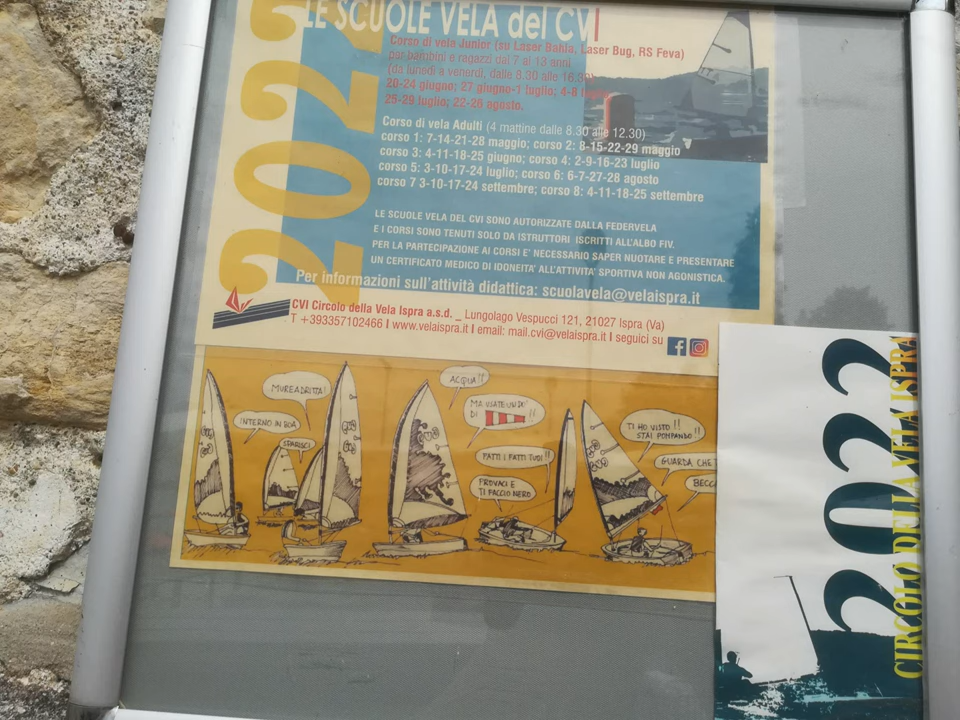 2022
LE SCUOLE VELA del CVI
Corso di vela Junior (su Laser Bahia, Laser Bug, RS Feva)
per bambini e ragazzi dai 7 ai 13 anni
(da lunedì a venerdì, dalle 8.30 alle 16.30)
20-24 giugno; 27 giugno-1 luglio; 4-8 luglio
25-29 luglio; 22-26 agosto.
Corso di vela Adulti (4 mattine dalle 8.30 alle 12.30)
corso 1: 7-14-21-28 maggio; corso 2: 8-15-22-29 maggio
corso 3: 4-11-18-25 giugno; corso 4: 2-9-16-23 luglio
corso 5: 3-10-17-24 luglio; corso 6: 6-7-27-28 agosto
corso 7 3-10-17-24 settembre; corso 8: 4-11-18-25 settembre
LE SCUOLE VELA DEL CVI SONO AUTORIZZATE DALLA FEDERVELA
E I CORSI SONO TENUTI SOLO DA ISTRUTTORI ISCRITTI ALL'ALBO FIV.
PER LA PARTECIPAZIONE AI CORSI E' NECESSARIO SAPER NUOTARE E PRESENTARE
UN CERTIFICATO MEDICO DI IDONEITA' ALL'ATTIVITA' SPORTIVA NON AGONISTICA.
Per informazioni sull'attività didattica: scuolavela@velaispra.it
CVI Circolo della Vela Ispra a.s.d. _ Lungolago Vespucci 121, 21027 Ispra (Va)
T +393357102466 I www.velaispra.it I email: mail.cvi@velaispra.it I seguici su
MURE A DRITTA!
INTERNO IN BOA
SPARISCI
ACQUA!!
MA USATE UN PO'
DI !!
FATTI I FATTI TUOI!!
PROVACI E
TI FACCIO NERO
TI HO VISTO!!
STAI POMPANDO!!
GUARDA CHE
BECC
2022
CIRCOLO DELLA VELA ISPRA